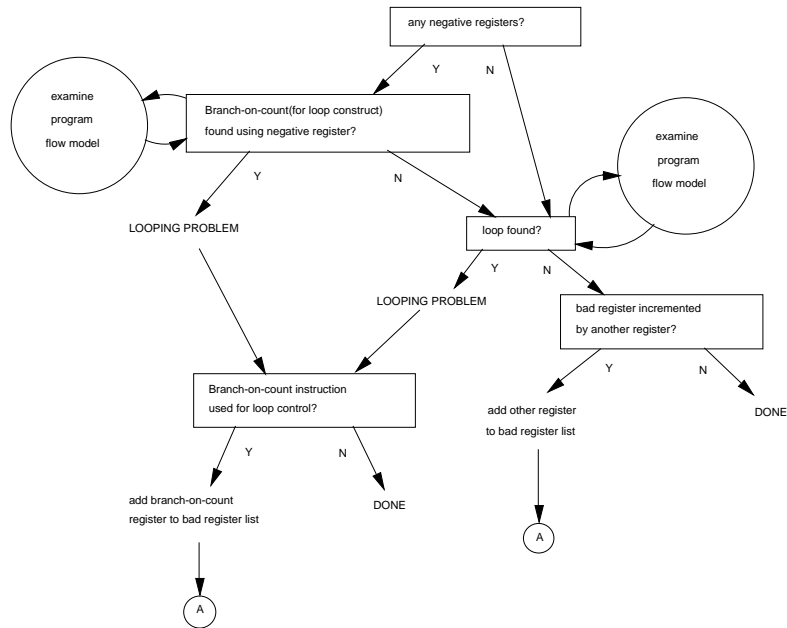 any negative registers?
Y
N
examine
program
flow model
Branch-on-count(for loop construct)
found using negative register?
examine
program
flow model
Y
N
LOOPING PROBLEM
loop found?
Y
N
LOOPING PROBLEM
bad register incremented
by another register?
Y
N
Branch-on-count instruction
used for loop control?
add other register
to bad register list
DONE
Y
N
add branch-on-count
register to bad register list
DONE
A
A